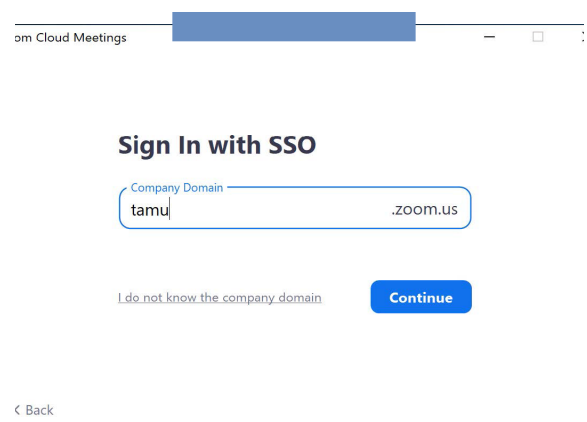 om Cloud Meetings
Sign In with SSO
Company Domain
tamu .zoom.us
I do not know the company domain
Continue
Back